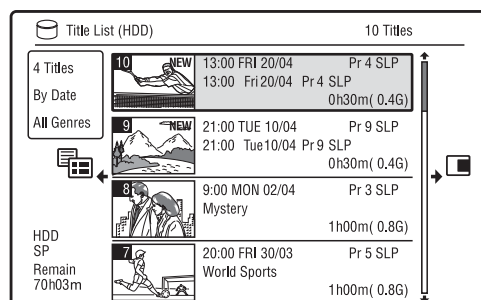 Title List (HDD) 10 Titles
4 Titles
By Date
All Genres
HDD
SP
Remain
70h03m
10 NEW 13:00 FRI 20/04 Pr 4 SLP
13:00 Fri20/04 Pr 4 SLP
0h30m( 0.4G)
9 NEW 21:00 TUE 10/04 Pr 9 SLP
21:00 Tue10/04 Pr 9 SLP
0h30m( 0.4G)
8 9:00 MON 02/04 Pr 3 SLP
Mystery
1h00m( 0.8G)
7 20:00 FRI 30/03 Pr 5 SLP
World Sports
1h00m( 0.8G)